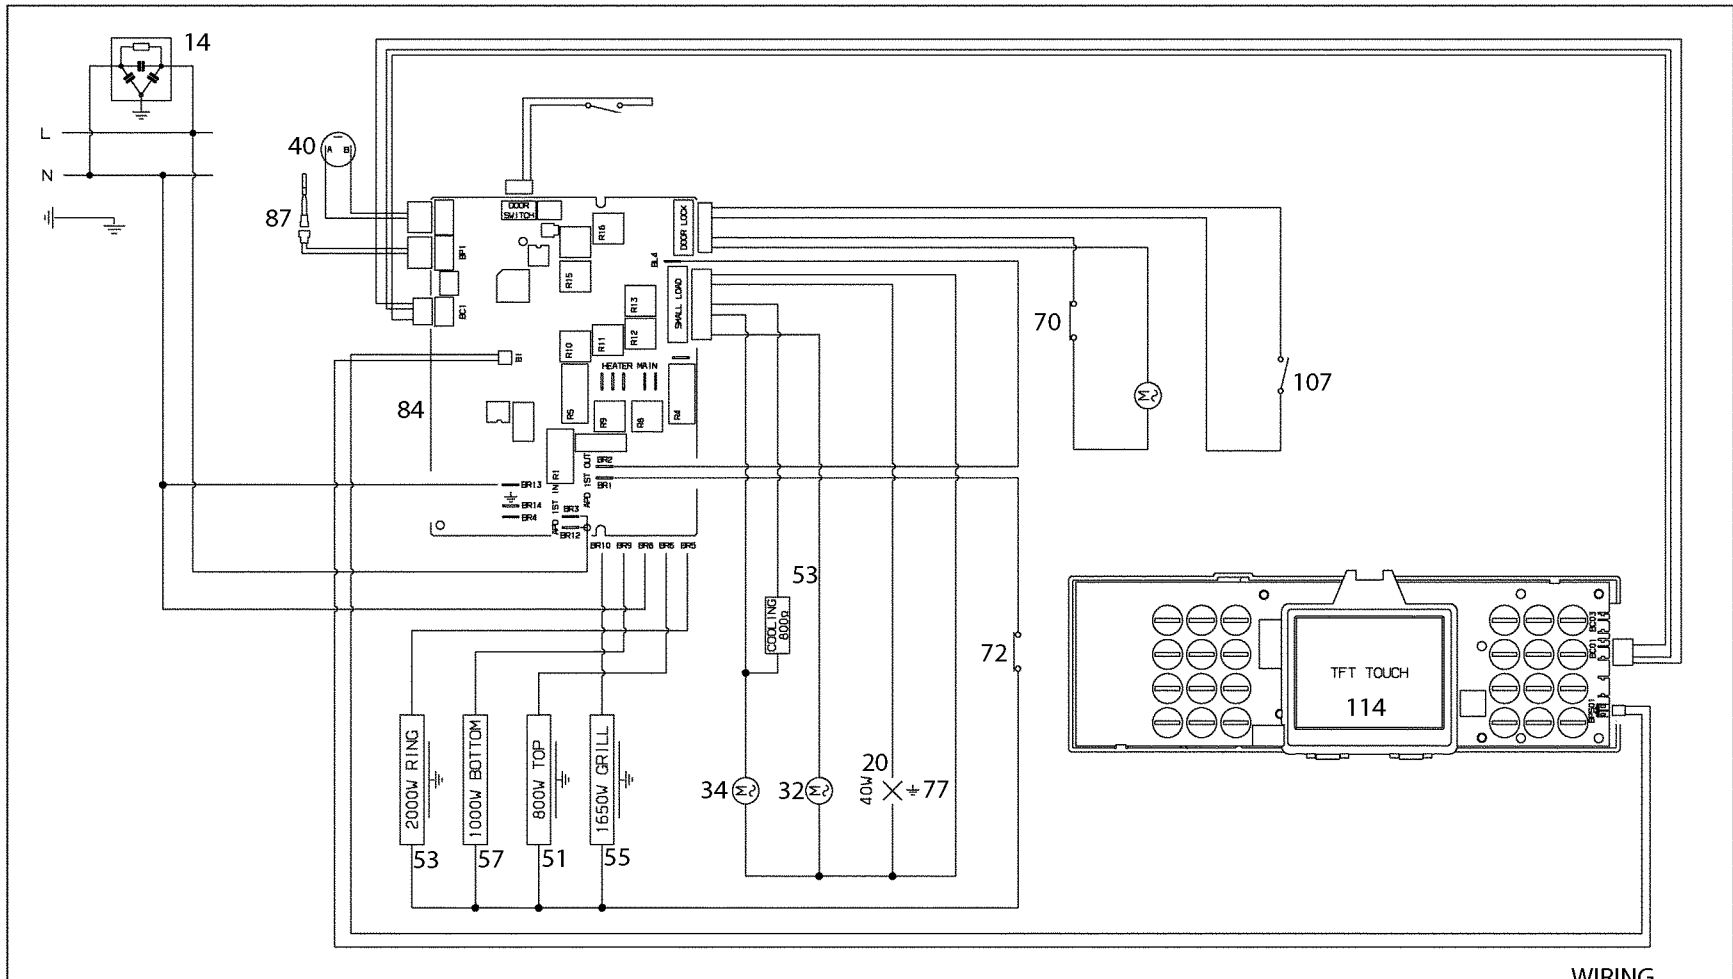 14
L
N
40
A B
87
DOOR
SWITCH
R16
DOOR LOCK
BP1
BL4
R15
BC1
SMALL LOAD
R13
R12
R11
R10
B1
HEATER MAIN
84
R5
R9
R8
R4
70
M
107
BR2
APD 1ST OUT
BR1
R1
APD 1ST IN
BR13
BR14
BR4
BR3
BR12
BR10 BR9 BR8 BR6 BR5
53
COOLING
800Ω
72
BC03
BC01
TFT TOUCH
114
2000W RING
1000W BOTTOM
800W TOP
1650W GRILL
53
57
51
55
34
M
32
M
20
40W
77
WIRING